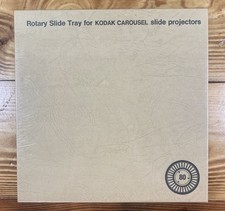 Rotary Slide Tray for KODAK CAROUSEL slide projectors
80